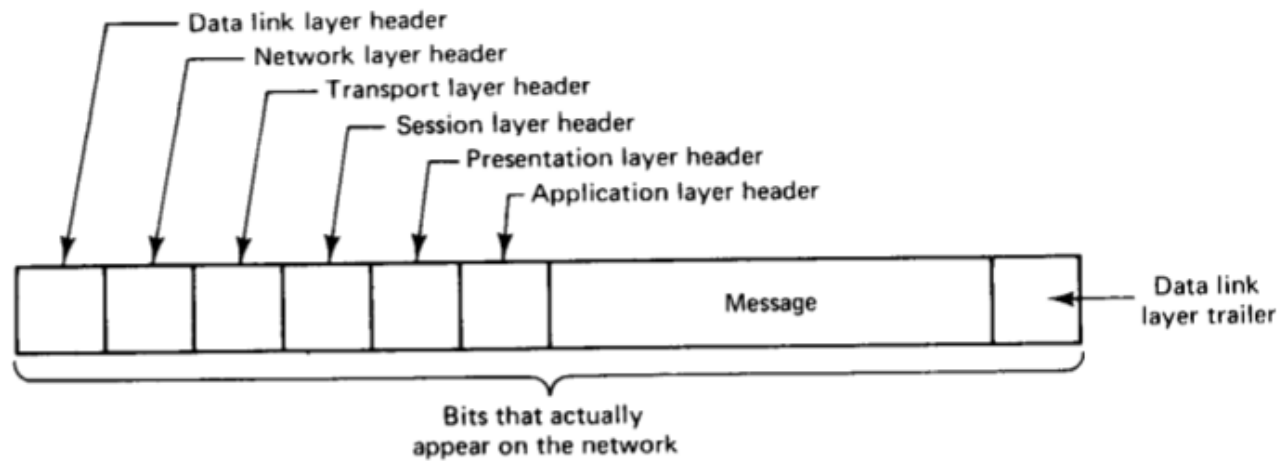 Data link layer header
Network layer header
Transport layer header
Session layer header
Presentation layer header
Application layer header
Message
Data link
layer trailer
Bits that actually
appear on the network